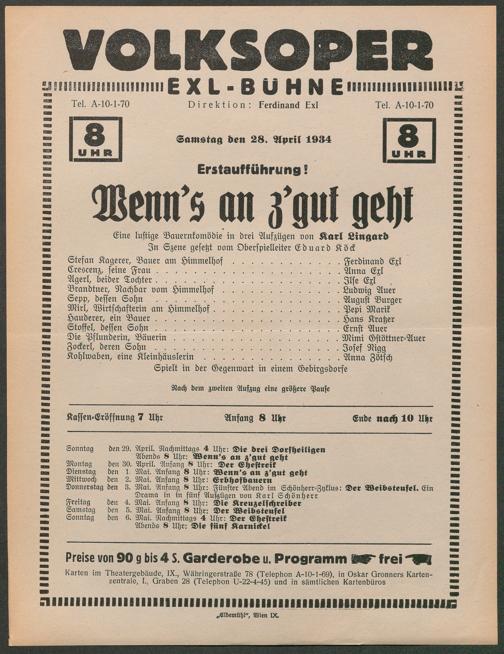 VOLKSOPER
EXL-BÜHNE
Tel. A-10-1-70 Direktion: Ferdinand Exl Tel. A-10-1-70
8 UHR
Samstag den 28. April 1934
8 UHR
Erstaufführung!
Wenn's an z'gut geht
Eine lustige Bauernkomödie in drei Aufzügen von Karl Lingard
In Szene gesetzt vom Oberspielleiter Eduard Köck
Stefan Kagerer, Bauer am Himmelhof . . . Ferdinand Exl
Crescenz, seine Frau . . . Anna Exl
Agerl, beider Tochter . . . Ilse Exl
Brandtner, Nachbar vom Himmelhof . . . Ludwig Auer
Sepp, dessen Sohn . . . August Burger
Mirl, Wirtschafterin am Himmelhof . . . Pepi Marik
Hauderer, ein Bauer . . . Hans Kratzer
Stoffel, dessen Sohn . . . Ernst Auer
Die Pflunderin, Bäuerin . . . Mimi Gstöttner-Auer
Jockerl, deren Sohn . . . Josef Nigg
Kohlwaben, eine Kleinhäuslerin . . . Anna Zötsch
Spielt in der Gegenwart in einem Gebirgsdorfe
Nach dem zweiten Aufzug eine größere Pause
Kassen-Eröffnung 7 Uhr Anfang 8 Uhr Ende nach 10 Uhr
Sonntag den 29. April. Nachmittags 4 Uhr: Die drei Dorfheiligen
Abends 8 Uhr: Wenn's an z'gut geht
Montag den 30. April. Anfang 8 Uhr: Der Ehestreik
Dienstag den 1. Mai. Anfang 8 Uhr: Wenn's an z'gut geht
Mittwoch den 2. Mai. Anfang 8 Uhr: Erbhofbauern
Donnerstag den 3. Mai. Anfang 8 Uhr: Fünfter Abend im Schönherr-Zyklus: Der Weibsteufel. Ein
Drama in in fünf Aufzügen von Karl Schönherr
Freitag den 4. Mai. Anfang 8 Uhr: Die Kreuzelschreiber
Samstag den 5. Mai. Anfang 8 Uhr: Der Weibsteufel
Sonntag den 6. Mai. Nachmittags 4 Uhr: Der Ehestreik
Abends 8 Uhr: Die fünf Karnickel
Preise von 90 g bis 4 S. Garderobe u. Programm frei
Karten im Theatergebäude, IX., Währingerstraße 78 (Telephon A-10-1-69), in Oskar Gronners Karten-
zentrale, I., Graben 28 (Telephon U-22-4-45) und in sämtlichen Kartenbüros
„Elbemühl“, Wien IX.